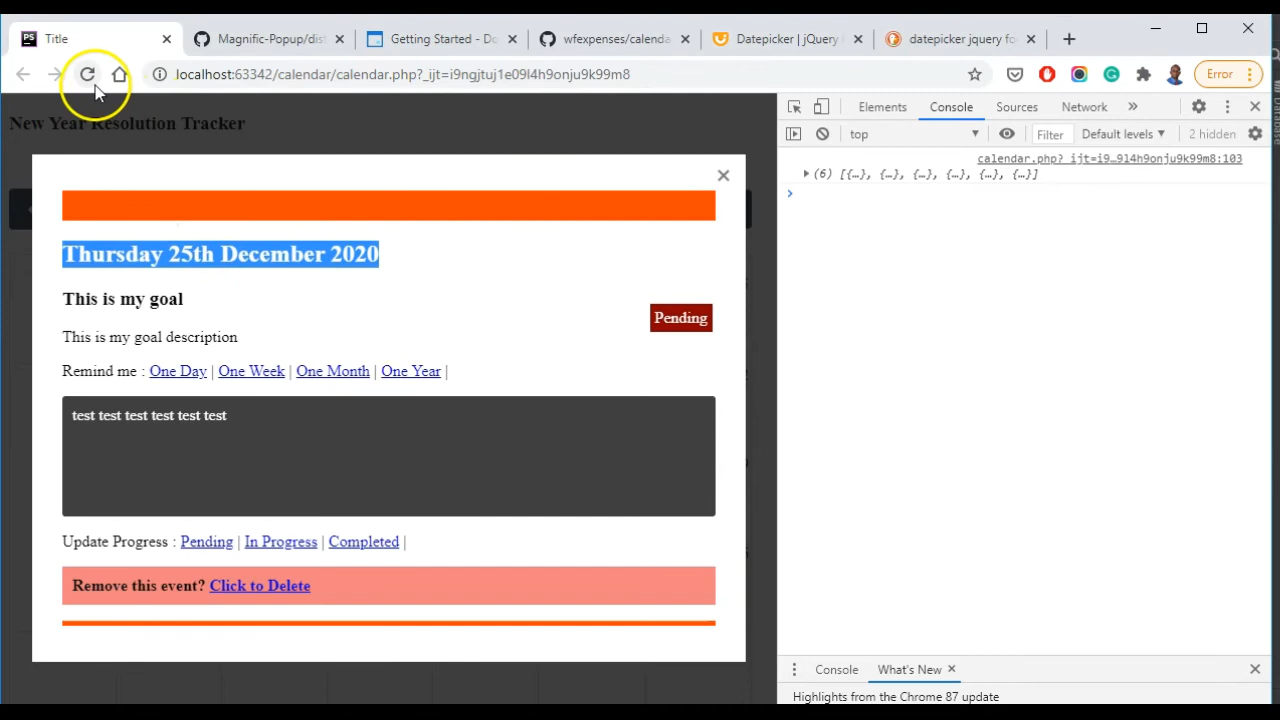 PS Title
Magnific-Popup/dis
Getting Started - Do
wfexpenses/calenda
Datepicker | jQuery
datepicker jquery fo
localhost:63342/calendar/calendar.php?_ijt=i9ngjtuj1e09l4h9onju9k99m8
Error
New Year Resolution Tracker
Elements Console Sources Network
top Filter Default levels 2 hidden
calendar.php?_ijt=i9…9l4h9onju9k99m8:103
(6) [{…}, {…}, {…}, {…}, {…}, {…}]
Thursday 25th December 2020
This is my goal
Pending
This is my goal description
Remind me : One Day | One Week | One Month | One Year |
test test test test test test
Update Progress : Pending | In Progress | Completed |
Remove this event? Click to Delete
Console What's New
Highlights from the Chrome 87 update
Database